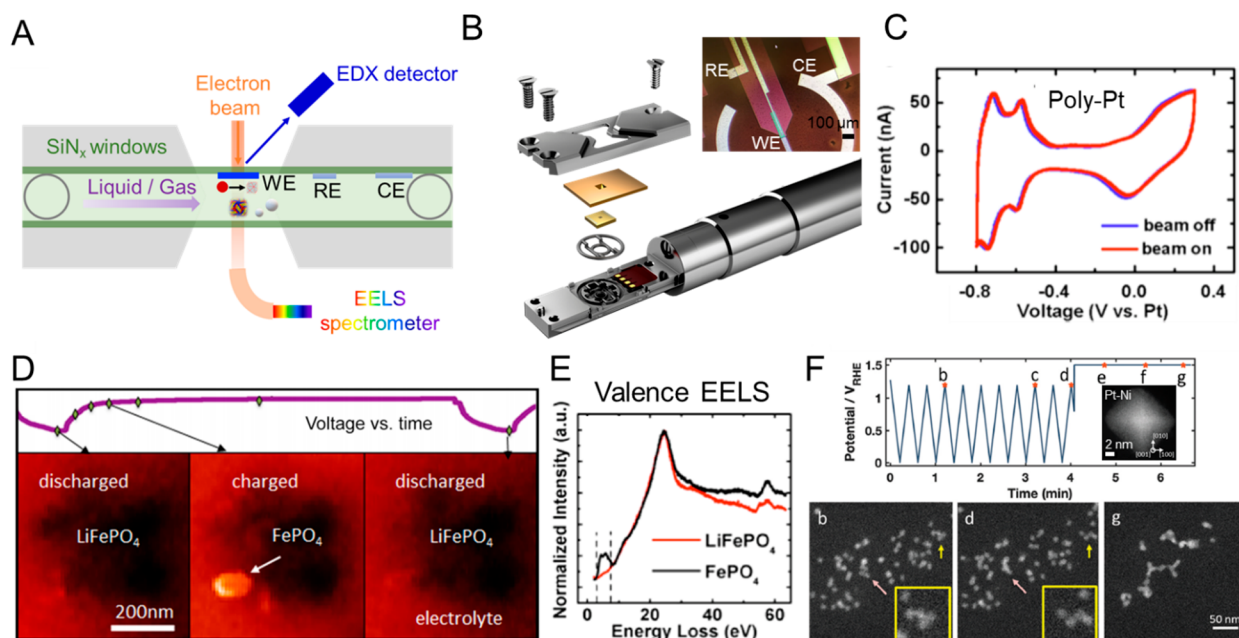 A
Electron
beam
EDX detector
SiNx windows
Liquid / Gas
WE
RE
CE
EELS
spectrometer
B
RE
CE
WE
100 µm
C
Poly-Pt
Current (nA)
50
0
-50
-100
beam off
beam on
-0.8
-0.4
0.0
0.4
Voltage (V vs. Pt)
D
Voltage vs. time
discharged
charged
discharged
LiFePO4
FePO4
LiFePO4
200nm
electrolyte
E
Valence EELS
Normalized Intensity (a.u.)
LiFePO4
FePO4
0
20
40
60
Energy Loss (eV)
F
Potential / VRHE
1.5
1
0.5
0
b
c
d
e
f
g
Pt-Ni
2 nm
[010]
[001]
[100]
0
1
2
3
4
5
6
Time (min)
b
d
g
50 nm